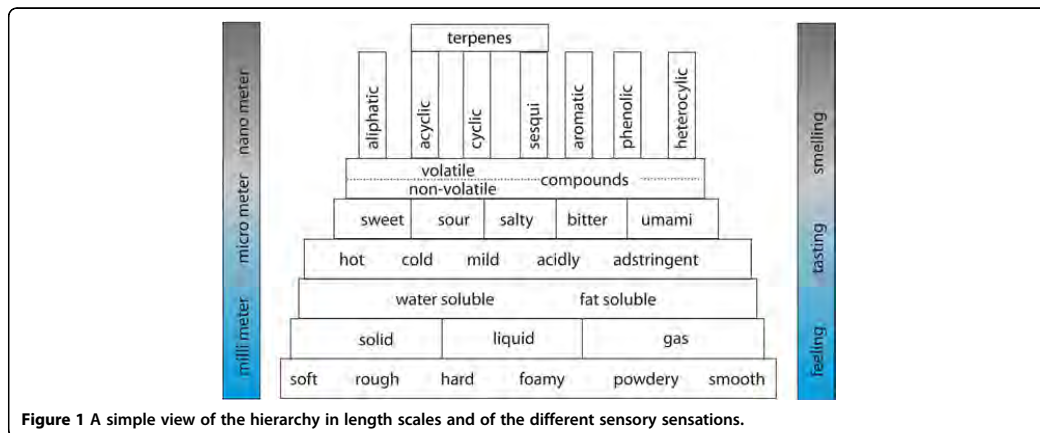 terpenes
aliphatic
acyclic
cyclic
sesqui
aromatic
phenolic
heterocylic
volatile
non-volatile
compounds
sweet sour salty bitter umami
hot cold mild acidly adstringent
water soluble fat soluble
solid liquid gas
soft rough hard foamy powdery smooth
nano meter
micro meter
milli meter
smelling
tasting
feeling
Figure 1 A simple view of the hierarchy in length scales and of the different sensory sensations.